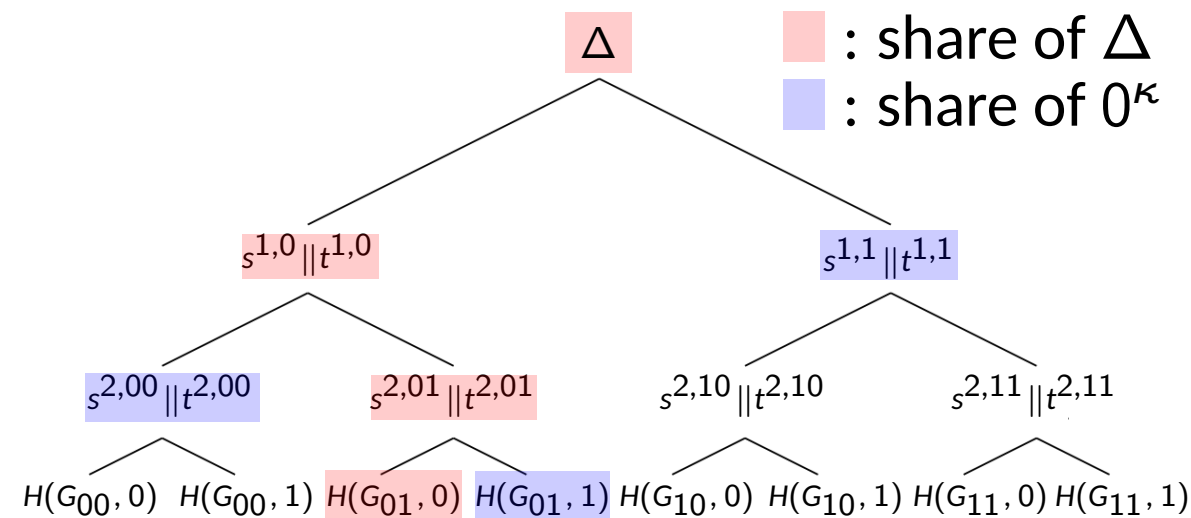 Δ
: share of Δ
: share of 0^κ
s^{1,0}||t^{1,0}
s^{1,1}||t^{1,1}
s^{2,00}||t^{2,00}
s^{2,01}||t^{2,01}
s^{2,10}||t^{2,10}
s^{2,11}||t^{2,11}
H(G_{00}, 0) H(G_{00}, 1) H(G_{01}, 0) H(G_{01}, 1) H(G_{10}, 0) H(G_{10}, 1) H(G_{11}, 0) H(G_{11}, 1)